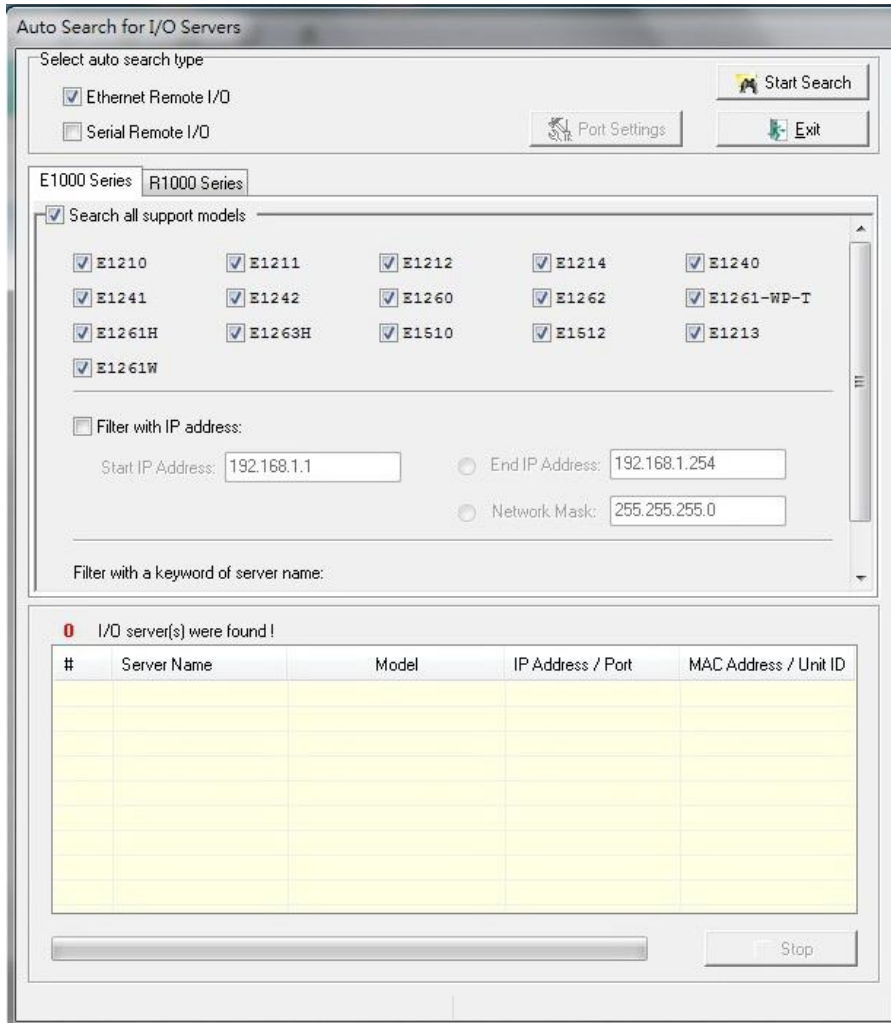 Auto Search for I/O Servers
Select auto search type
Ethernet Remote I/O
Start Search
Serial Remote I/O
Port Settings
Exit
E1000 Series
R1000 Series
Search all support models
E1210 E1211 E1212 E1214 E1240
E1241 E1242 E1260 E1262 E1261-WP-T
E1261H E1263H E1510 E1512 E1213
E1261W
Filter with IP address:
Start IP Address: 192.168.1.1 End IP Address: 192.168.1.254
Network Mask: 255.255.255.0
Filter with a keyword of server name:
0 I/O server(s) were found !
# Server Name Model IP Address / Port MAC Address / Unit ID
Stop